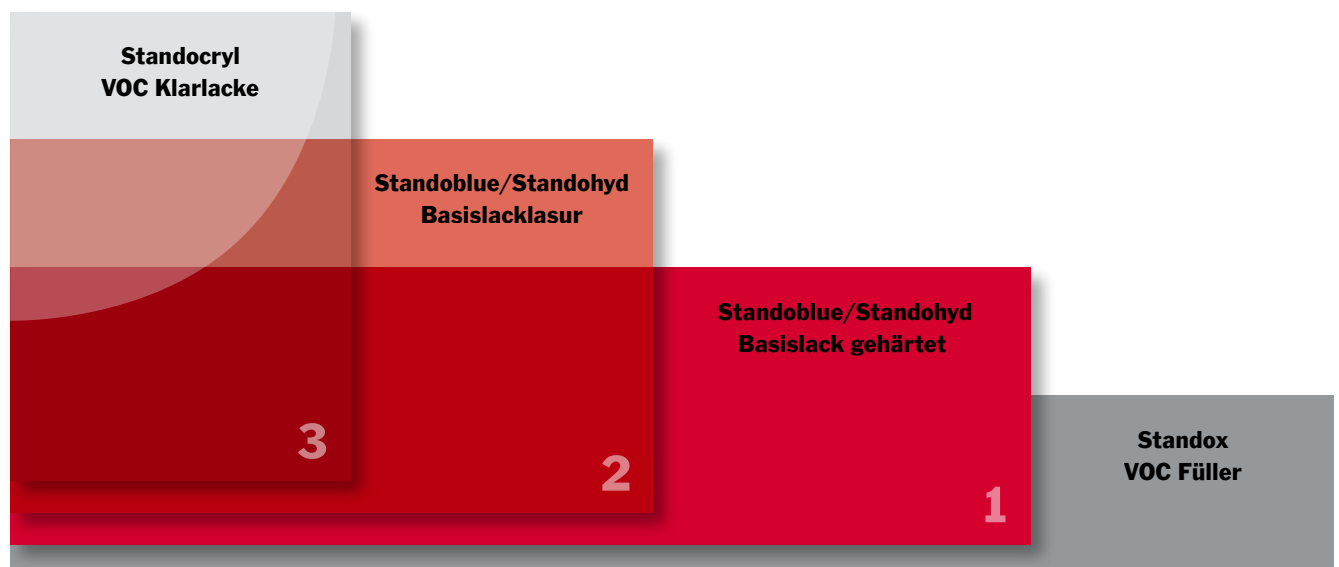 Standocryl
VOC Klarlacke
Standoblue/Standohyd
Basislacklasur
Standoblue/Standohyd
Basislack gehärtet
3
2
1
Standox
VOC Füller